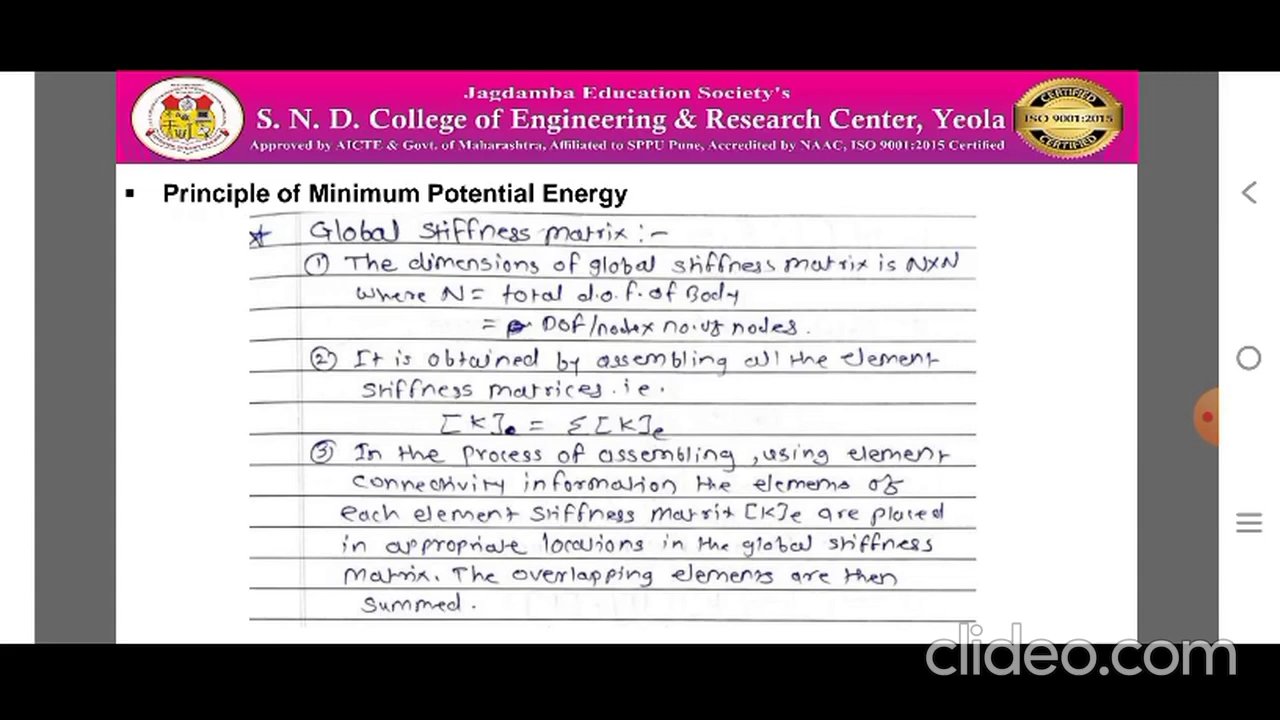 Jagdamba Education Society's
S. N. D. College of Engineering & Research Center, Yeola
Approved by AICTE & Govt. of Maharashtra, Affiliated to SPPU Pune, Accredited by NAAC, ISO 9001:2015 Certified
CERTIFIED
ISO 9001:2015
CERTIFIED
▪ Principle of Minimum Potential Energy
☆ Global stiffness matrix :-
① The dimensions of global stiffness matrix is N×N
where N = total d.o.f. of Body
= DOF/node x no. of nodes.
② It is obtained by assembling all the element
stiffness matrices. i.e.
[K] = Σ[K]e
③ In the process of assembling, using element
connectivity information the elements of
each element stiffness matrix [K]e are placed
in appropriate locations in the global stiffness
matrix. The overlapping elements are then
summed.
clideo.com